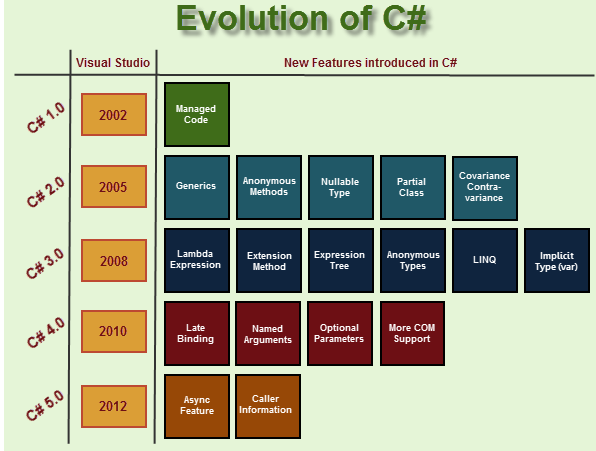 Evolution of C#
Visual Studio
New Features introduced in C#
C# 1.0
2002
Managed
Code
C# 2.0
2005
Generics
Anonymous
Methods
Nullable
Type
Partial
Class
Covariance
Contra-
variance
C# 3.0
2008
Lambda
Expression
Extension
Method
Expression
Tree
Anonymous
Types
LINQ
Implicit
Type (var)
C# 4.0
2010
Late
Binding
Named
Arguments
Optional
Parameters
More COM
Support
C# 5.0
2012
Async
Feature
Caller
Information